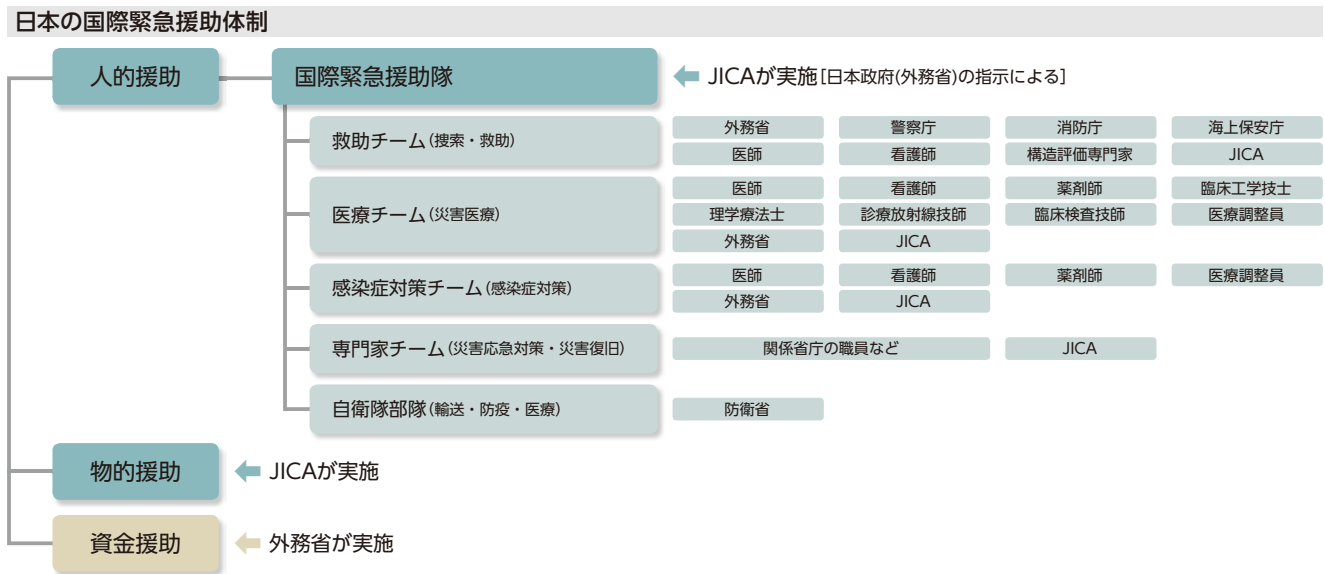 日本の国際緊急援助体制
人的援助
国際緊急援助隊
JICAが実施[日本政府(外務省)の指示による]
救助チーム(捜索・救助)
外務省 警察庁 消防庁 海上保安庁
医師 看護師 構造評価専門家 JICA
医療チーム(災害医療)
医師 看護師 薬剤師 臨床工学技士
理学療法士 診療放射線技師 臨床検査技師 医療調整員
外務省 JICA
感染症対策チーム(感染症対策)
医師 看護師 薬剤師 医療調整員
外務省 JICA
専門家チーム(災害応急対策・災害復旧)
関係省庁の職員など JICA
自衛隊部隊(輸送・防疫・医療)
防衛省
物的援助
JICAが実施
資金援助
外務省が実施